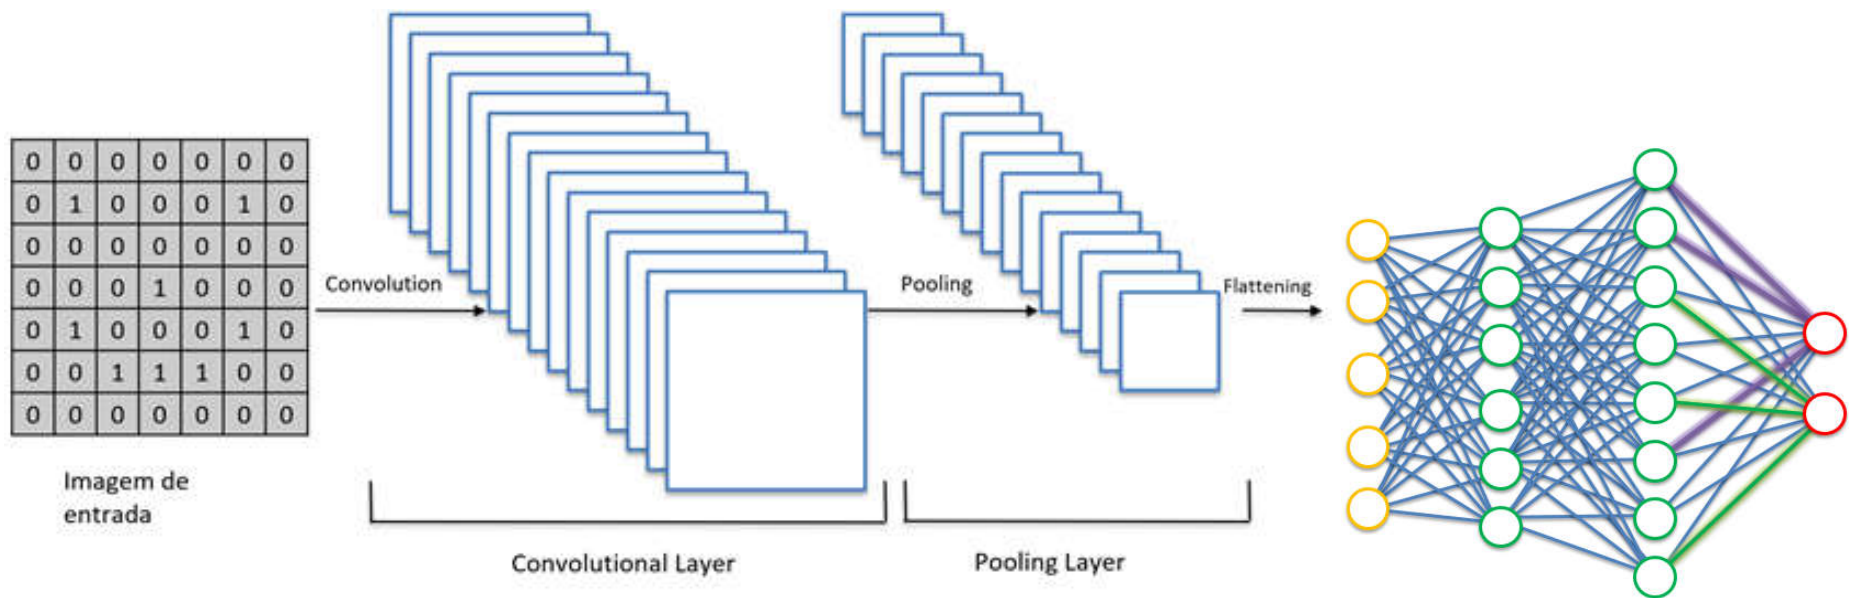 0 0 0 0 0 0 0
0 1 0 0 0 1 0
0 0 0 0 0 0 0
0 0 0 1 0 0 0
0 1 0 0 0 1 0
0 0 1 1 1 0 0
0 0 0 0 0 0 0
Imagem de
entrada
Convolution
Convolutional Layer
Pooling
Pooling Layer
Flattening